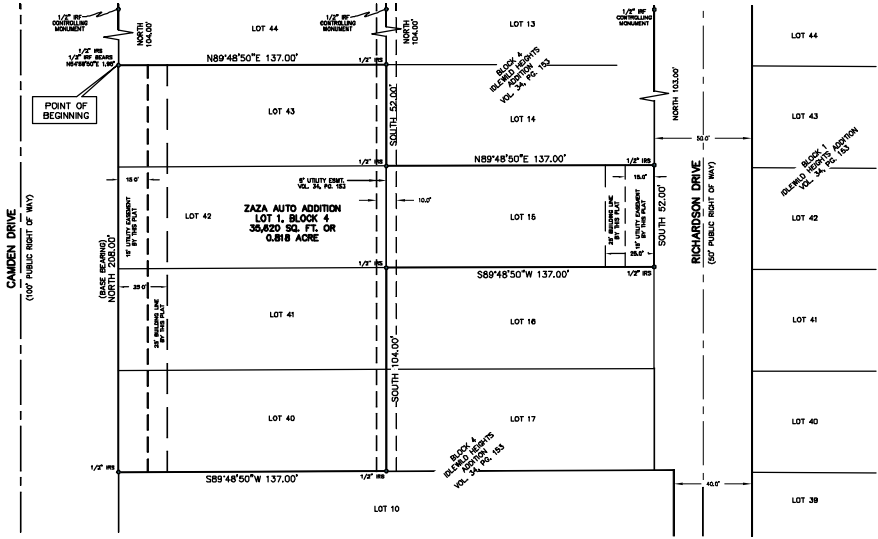 1/2" IRF
CONTROLLING
MONUMENT
NORTH
104.00'
LOT 44
1/2" IRF
CONTROLLING
MONUMENT
NORTH
104.00'
LOT 13
1/2" IRF
CONTROLLING
MONUMENT
LOT 44
1/2" IRS
1/2" IRF BEARS
N89°48'50"E 137.00'
1/2" IRS
BLOCK 4
IDLEWILD HEIGHTS
ADDITION
VOL. 34, PG. 153
NORTH 103.00'
POINT OF
BEGINNING
LOT 43
SOUTH 52.00'
LOT 14
50.0'
LOT 43
BLOCK 1
IDLEWILD HEIGHTS ADDITION
VOL. 34, PG. 153
1/2" IRS
N89°48'50"E 137.00'
1/2" IRS
15.0'
5' UTILITY ESMT.
VOL. 34, PG. 153
15.0'
10.0'
LOT 42
ZAZA AUTO ADDITION
LOT 1, BLOCK 4
35,620 SQ. FT. OR
0.818 ACRE
LOT 15
25' BUILDING LINE
BY THIS PLAT
15' UTILITY EASEMENT
BY THIS PLAT
25.0'
SOUTH 52.00'
RICHARDSON DRIVE
(50' PUBLIC RIGHT OF WAY)
LOT 42
CAMDEN DRIVE
(100' PUBLIC RIGHT OF WAY)
(BASE BEARING)
NORTH 208.00'
15' UTILITY EASEMENT
BY THIS PLAT
1/2" IRS
S89°48'50"W 137.00'
1/2" IRS
25.0'
25' BUILDING LINE
BY THIS PLAT
LOT 41
LOT 16
LOT 41
SOUTH 104.00'
LOT 40
LOT 17
LOT 40
BLOCK 4
IDLEWILD HEIGHTS
ADDITION
VOL. 34, PG. 153
1/2" IRS
S89°48'50"W 137.00'
1/2" IRS
40.0'
LOT 10
LOT 39